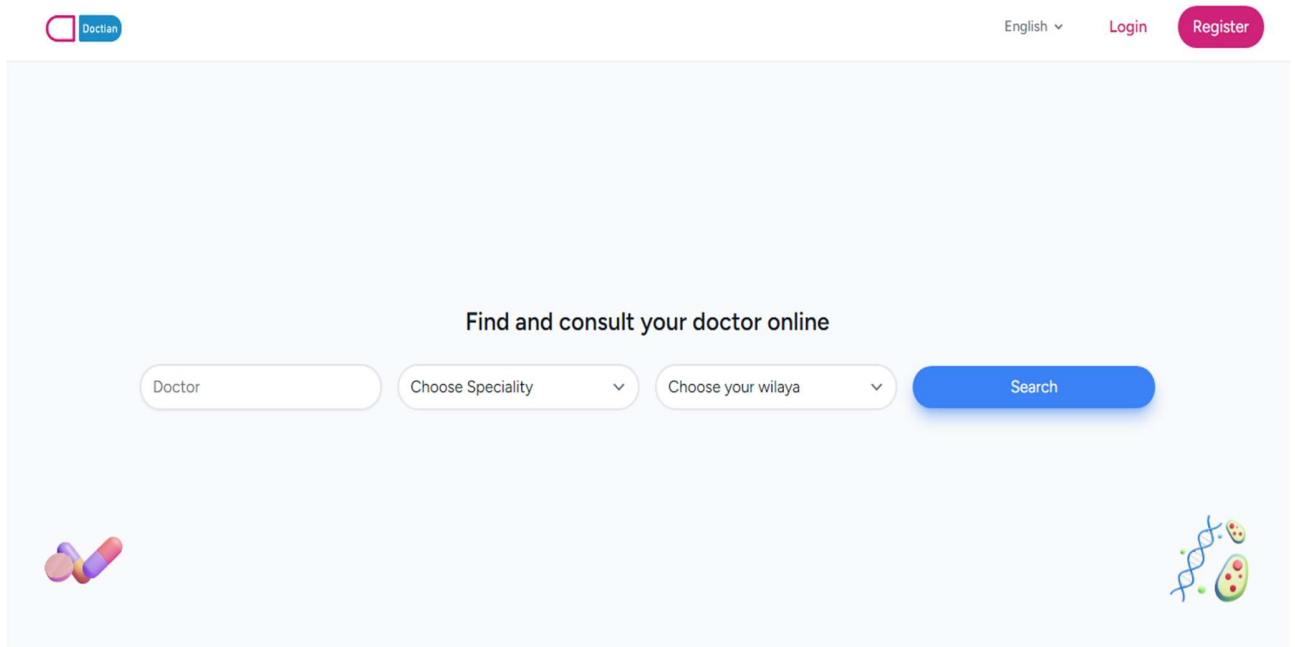 Doctian
English
Login
Register
Find and consult your doctor online
Doctor
Choose Speciality
Choose your wilaya
Search